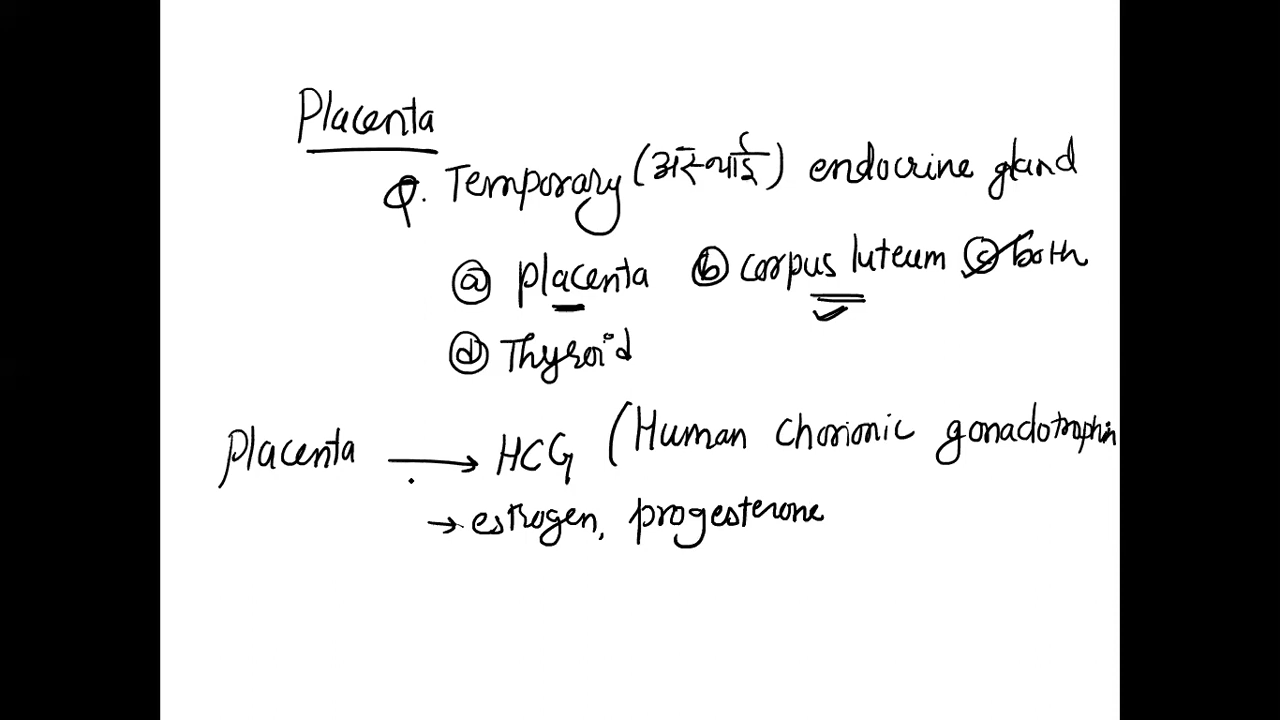 Placenta
Q. Temporary (अस्थाई) endocrine gland
ⓐ placenta ⓑ corpus luteum ⓒ both
ⓓ Thyroid
Placenta → HCG (Human chorionic gonadotrophin
→ estrogen, progesterone